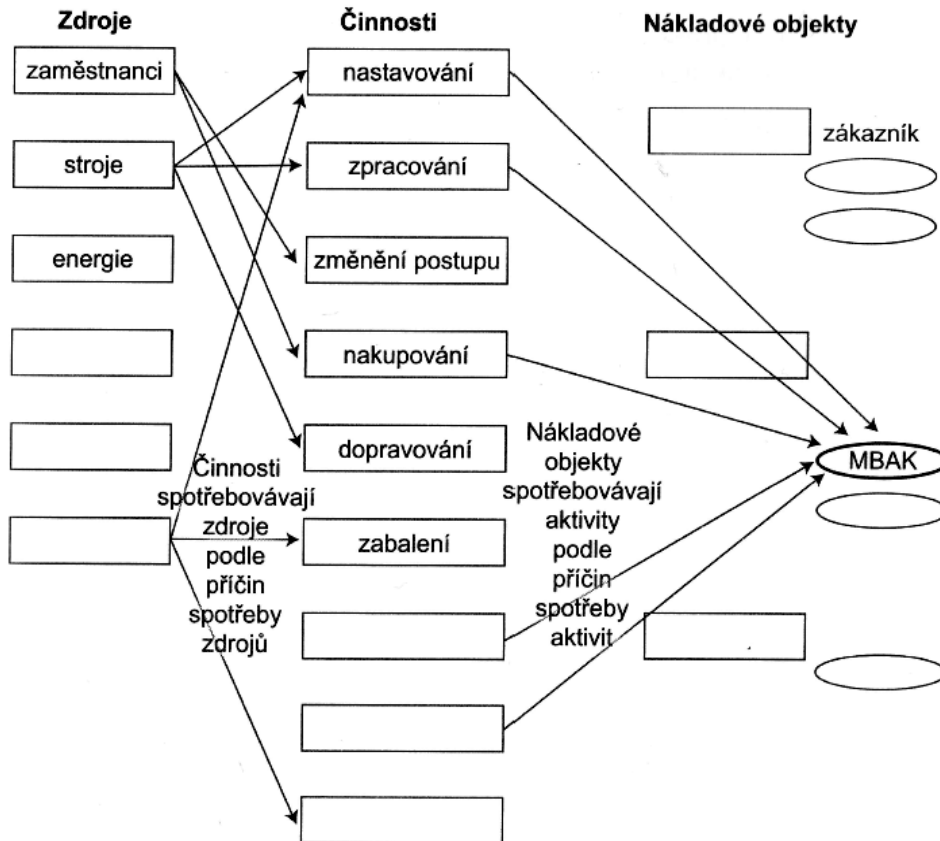 Zdroje
Činnosti
Nákladové objekty
zaměstnanci
nastavování
zákazník
stroje
zpracování
energie
změnění postupu
nakupování
dopravování
MBAK
Činnosti
spotřebovávají
zdroje
podle
příčin
spotřeby
zdrojů
Nákladové
objekty
spotřebovávají
aktivity
podle
příčin
spotřeby
aktivit
zabalení